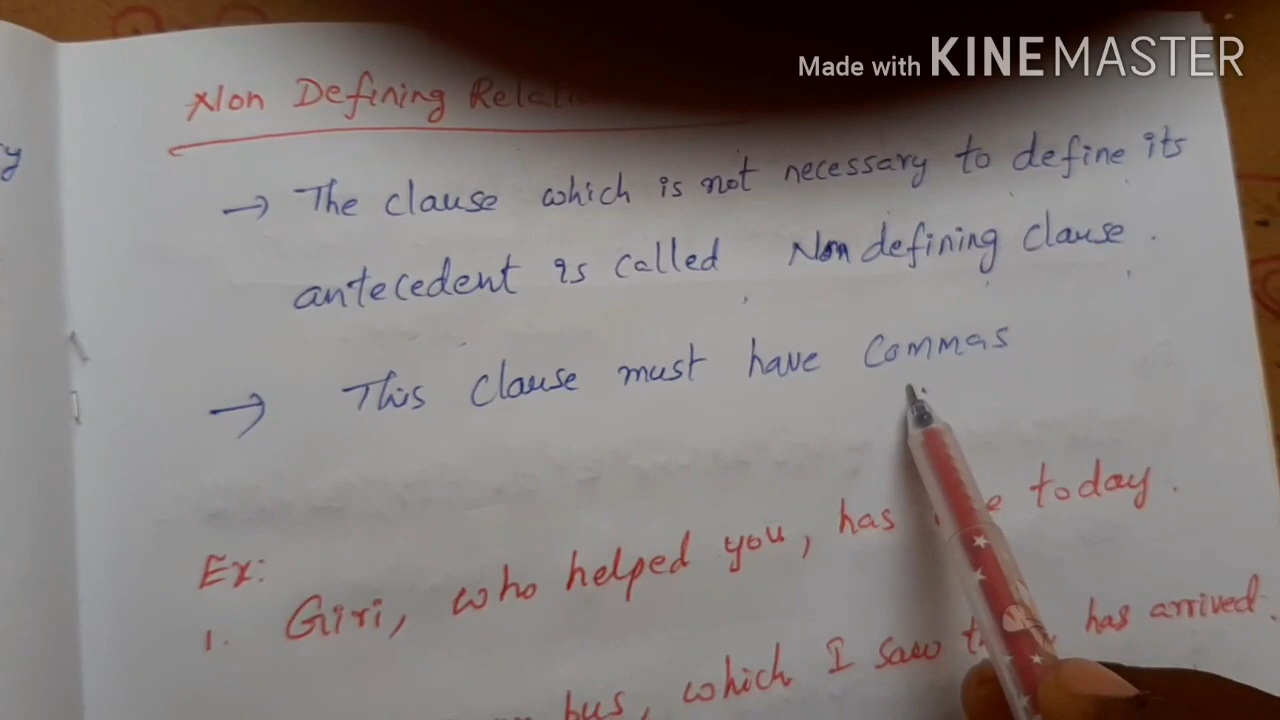 Made with KINEMASTER
Non Defining
y
→ The clause which is not necessary to define its
antecedent is called Non defining clause.
→ This clause must have commas
Ex:
1. Giri, who helped you, has today.
bus, which I saw has arrived.